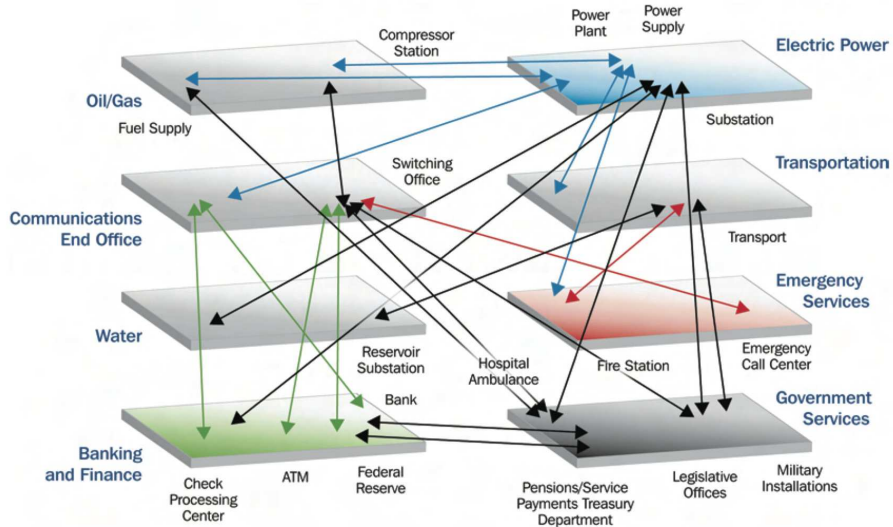 Compressor
Station
Power
Plant
Power
Supply
Electric Power
Oil/Gas
Fuel Supply
Substation
Switching
Office
Transportation
Communications
End Office
Transport
Emergency
Services
Water
Reservoir
Substation
Hospital
Ambulance
Fire Station
Emergency
Call Center
Bank
Government
Services
Banking
and Finance
Check
Processing
Center
ATM
Federal
Reserve
Pensions/Service
Payments Treasury
Department
Legislative
Offices
Military
Installations